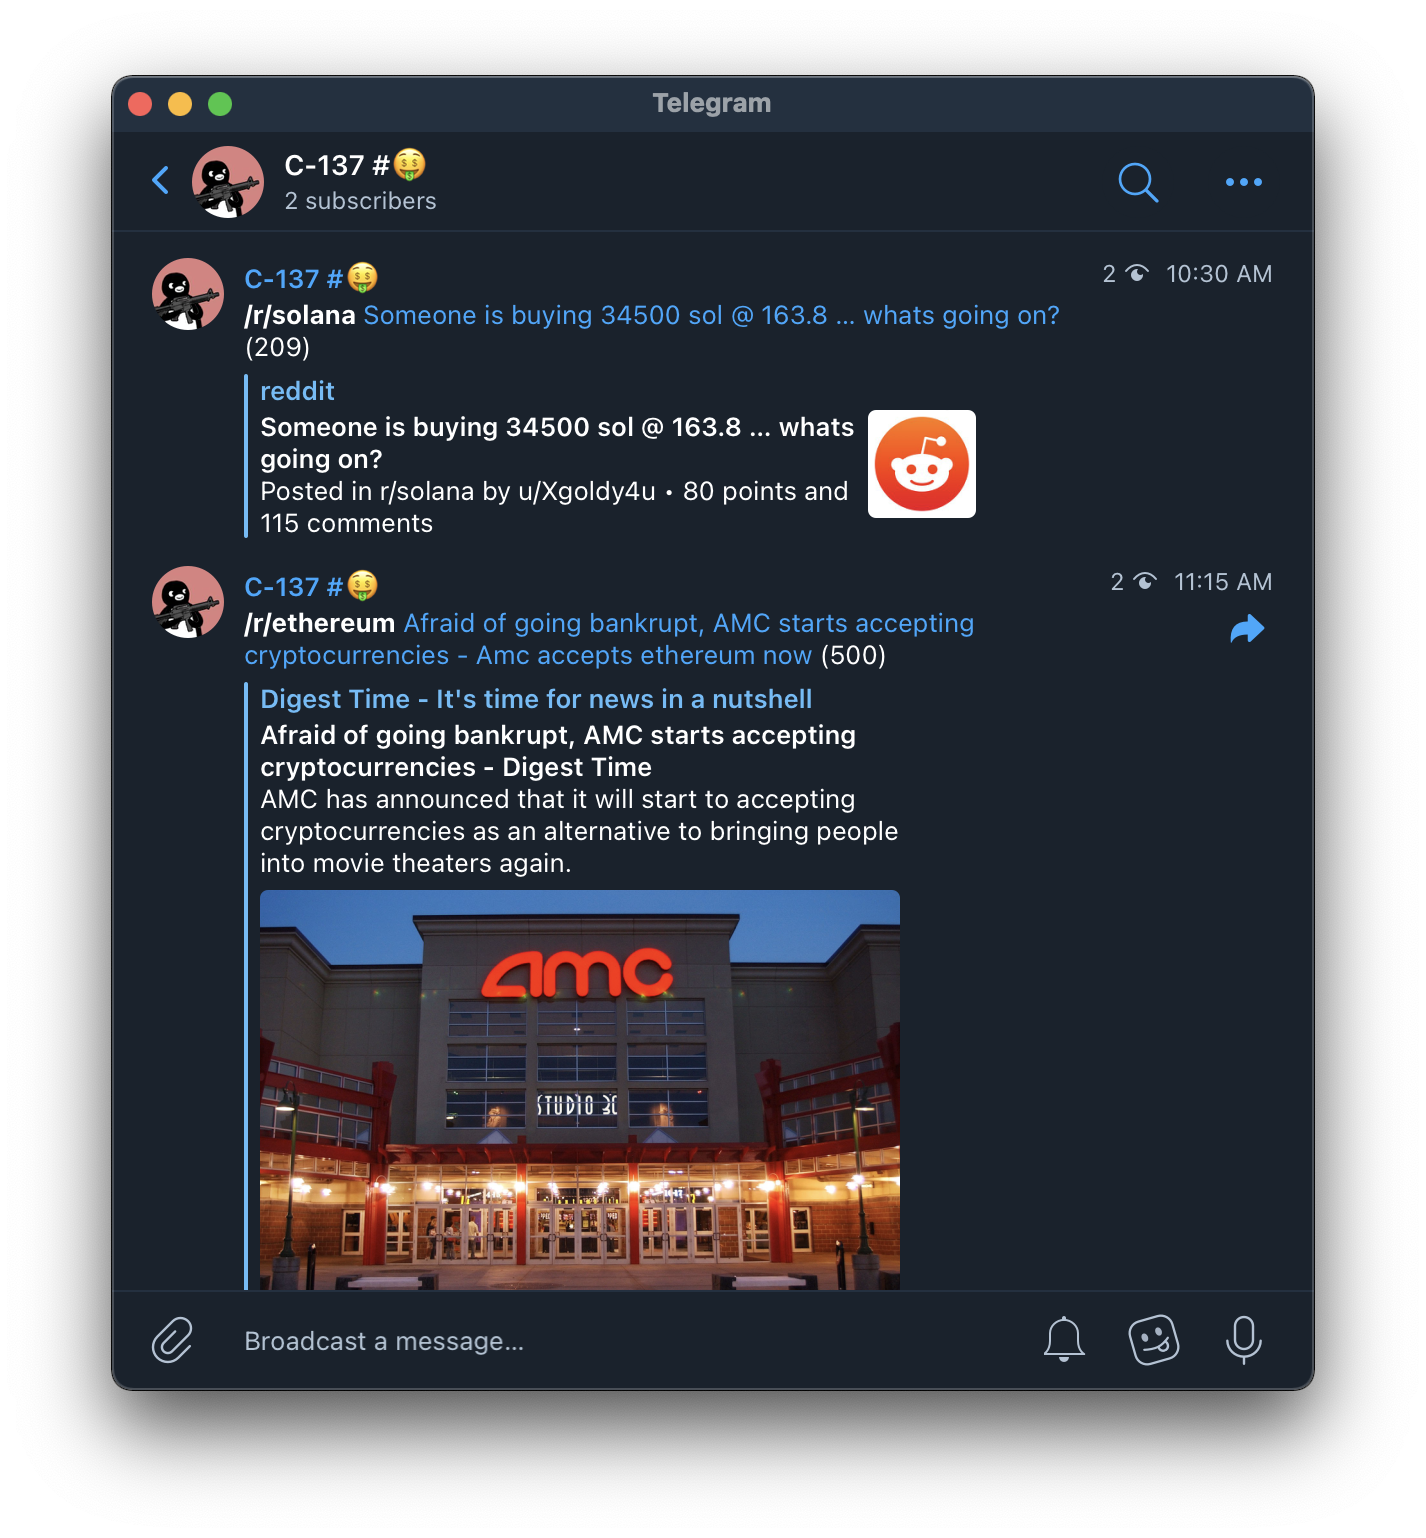 Telegram
C-137 #🤑
2 subscribers
C-137 #🤑
2 10:30 AM
/r/solana Someone is buying 34500 sol @ 163.8 ... whats going on?
(209)
reddit
Someone is buying 34500 sol @ 163.8 ... whats
going on?
Posted in r/solana by u/Xgoldy4u • 80 points and
115 comments
C-137 #🤑
2 11:15 AM
/r/ethereum Afraid of going bankrupt, AMC starts accepting
cryptocurrencies - Amc accepts ethereum now (500)
Digest Time - It's time for news in a nutshell
Afraid of going bankrupt, AMC starts accepting
cryptocurrencies - Digest Time
AMC has announced that it will start to accepting
cryptocurrencies as an alternative to bringing people
into movie theaters again.
amc
STUDIO 30
Broadcast a message...